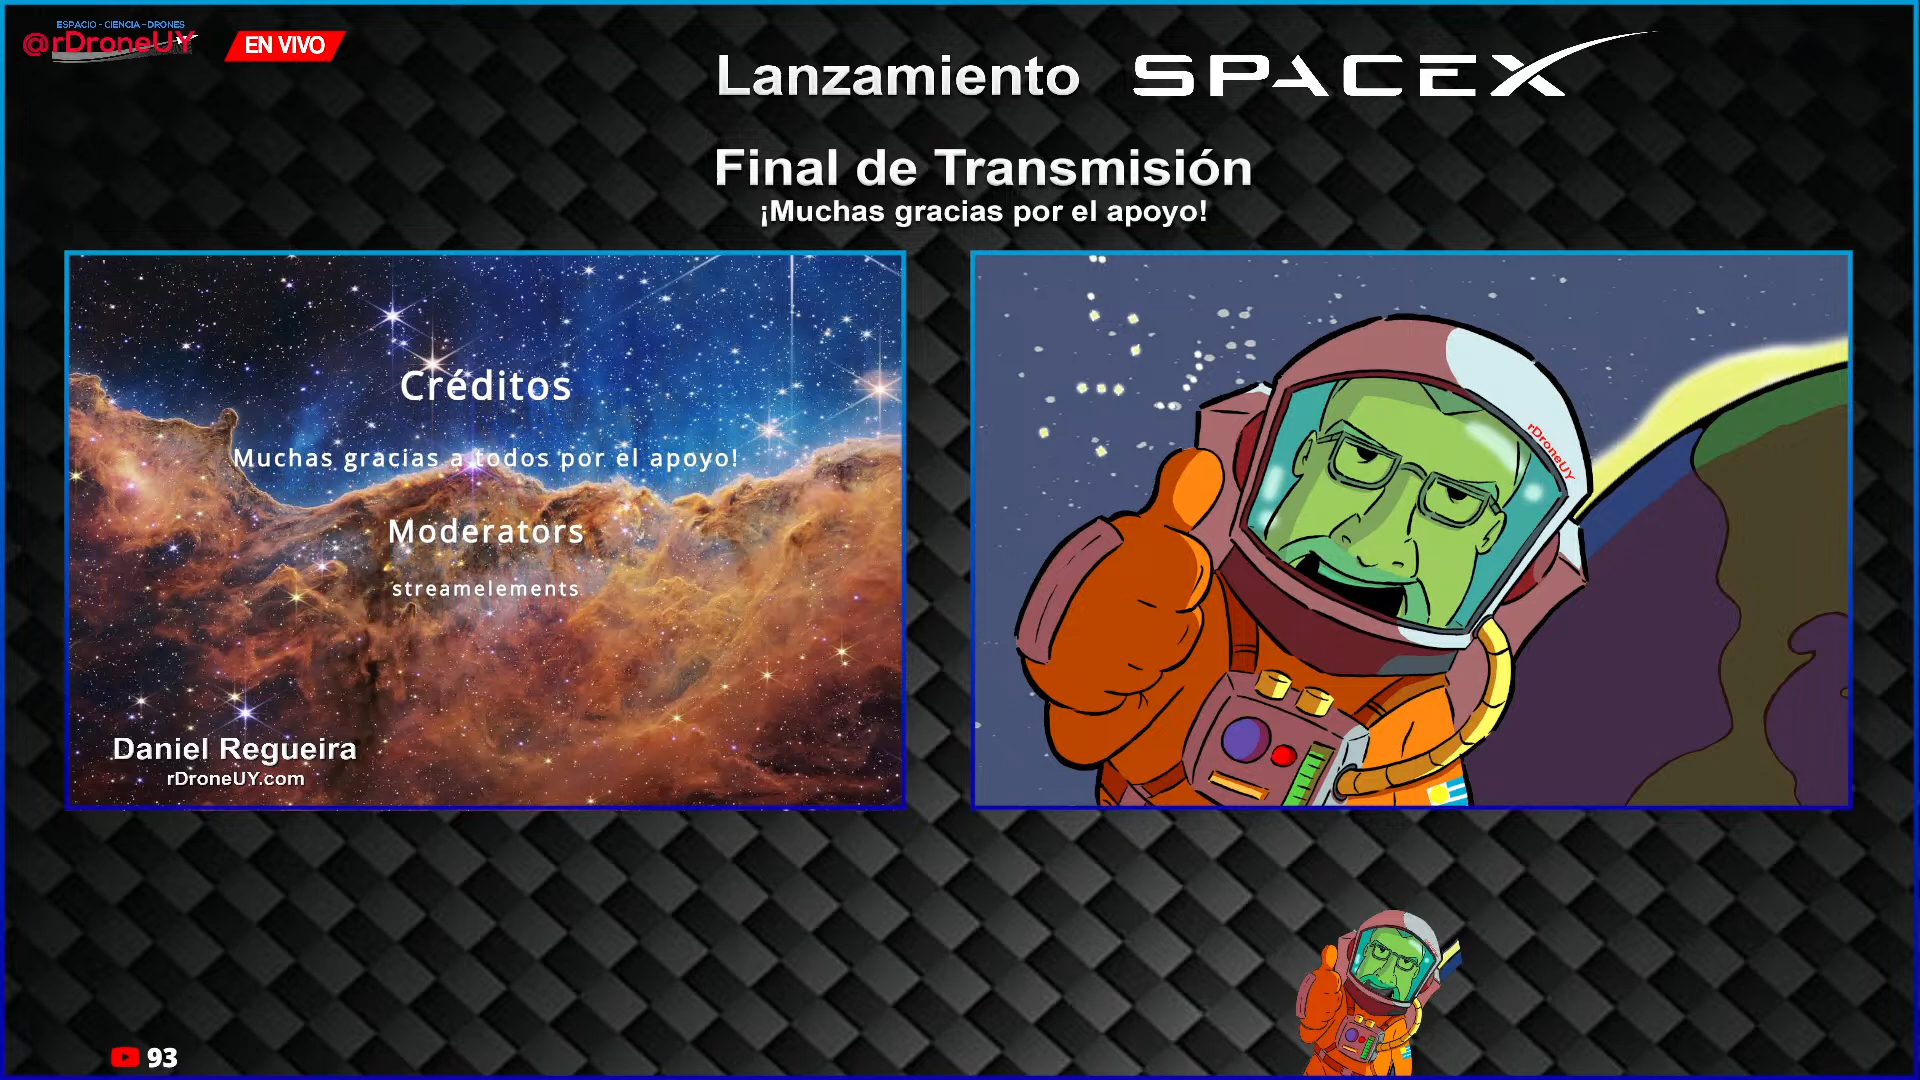 ESPACIO - CIENCIA - DRONES
@rDroneUY
EN VIVO
Lanzamiento SPACEX
Final de Transmisión
¡Muchas gracias por el apoyo!
Créditos
Muchas gracias a todos por el apoyo!
Moderators
streamelements
Daniel Regueira
rDroneUY.com
rDroneUY
93